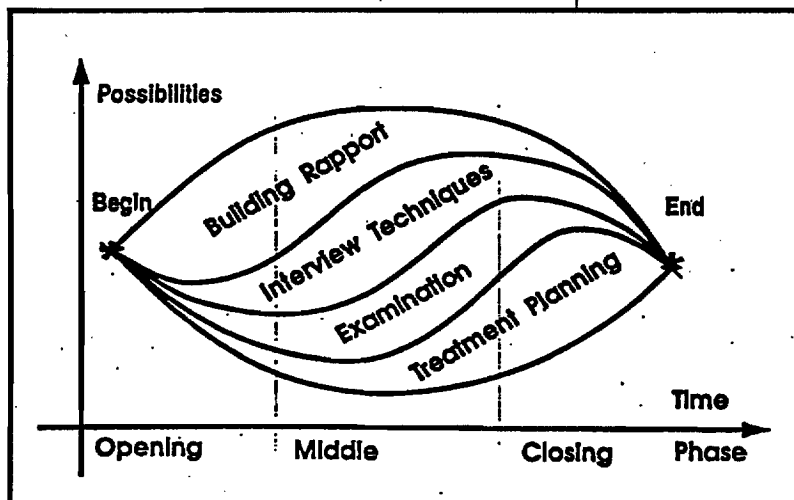 Possibilities
Begin
End
Building Rapport
Interview Techniques
Examination
Treatment Planning
Time
Opening
Middle
Closing
Phase